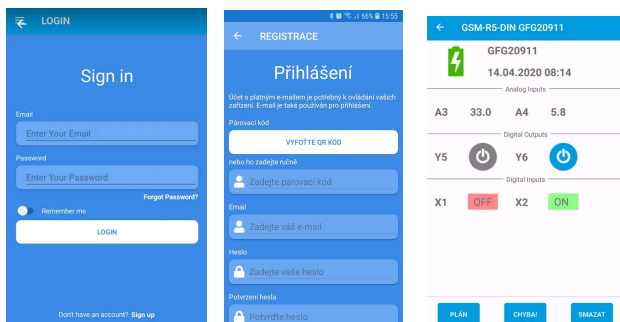 LOGIN
Sign in
Email
Enter Your Email
Password
Enter Your Password
Forgot Password?
Remember me
LOGIN
Don't have an account? Sign up
66% 15:55
REGISTRACE
Přihlášení
Účet s platným e-mailem je potřebný k ovládání vašich
zařízení. E-mail je také používán pro přihlášení.
Párovací kód
VYFOŤTE QR KÓD
nebo ho zadejte ručně
Zadejte párovací kód
Email
Zadejte váš e-mail
Heslo
Zadejte vaše heslo
Potvrzení hesla
Potvrďte heslo
GSM-R5-DIN GFG20911
GFG20911
14.04.2020 08:14
Analog Inputs
A3 33.0 A4 5.8
Digital Outputs
Y5 Y6
Digital Inputs
X1 OFF X2 ON
PLÁN CHYBA! SMAZAT